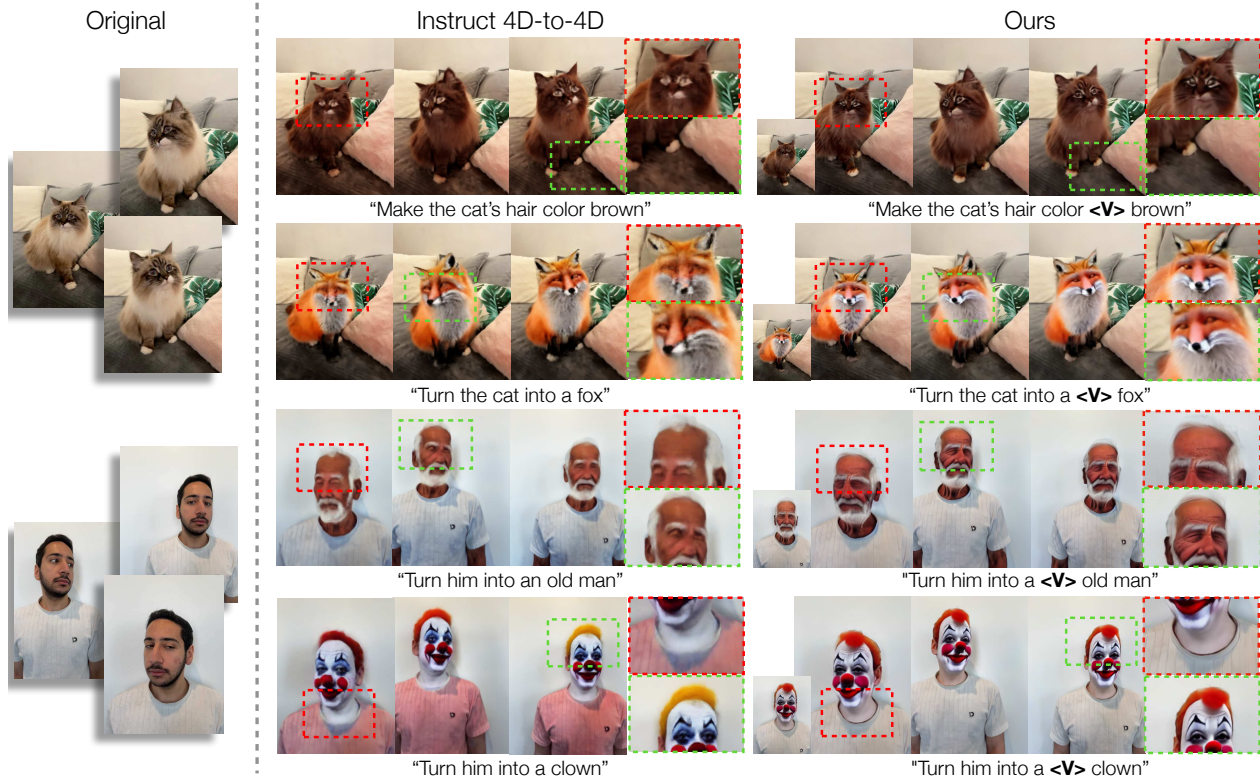 Original
Instruct 4D-to-4D
Ours
“Make the cat’s hair color brown”
“Make the cat’s hair color <V> brown”
“Turn the cat into a fox”
“Turn the cat into a <V> fox”
“Turn him into an old man”
"Turn him into a <V> old man”
“Turn him into a clown”
"Turn him into a <V> clown”